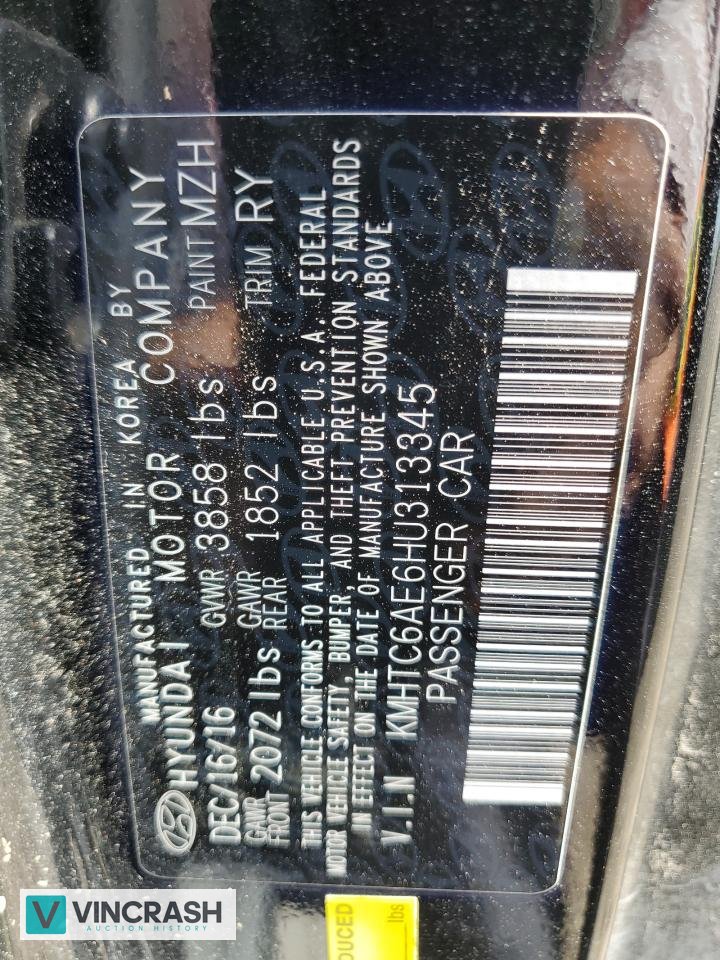 MANUFACTURED IN KOREA BY
HYUNDAI MOTOR COMPANY
DEC/16/16 GVWR 3858 lbs PAINT MZH
GAWR FRONT 2072 lbs GAWR REAR 1852 lbs TRIM RY
THIS VEHICLE CONFORMS TO ALL APPLICABLE U.S.A. FEDERAL
MOTOR VEHICLE SAFETY, BUMPER, AND THEFT PREVENTION STANDARDS
IN EFFECT ON THE DATE OF MANUFACTURE SHOWN ABOVE
V.I.N KMHTC6AE6HU313345
PASSENGER CAR
DUCED
lbs
V VINCRASH
AUCTION HISTORY